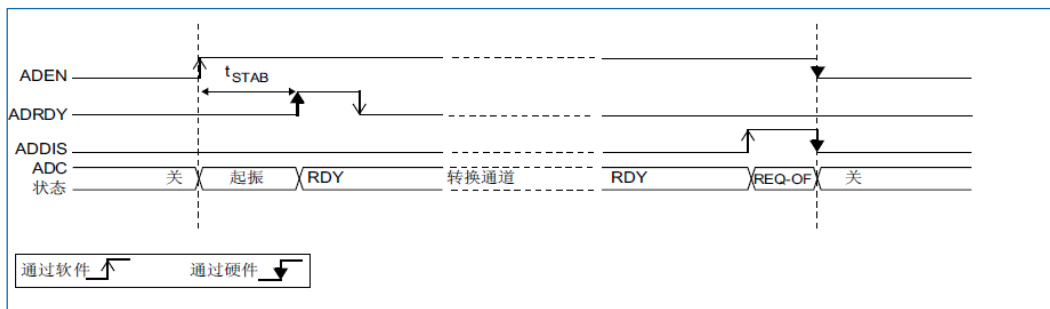 ADEN
tSTAB
ADRDY
ADDIS
ADC
状态
关 起振 RDY 转换通道 RDY REQ-OF 关
通过软件 通过硬件